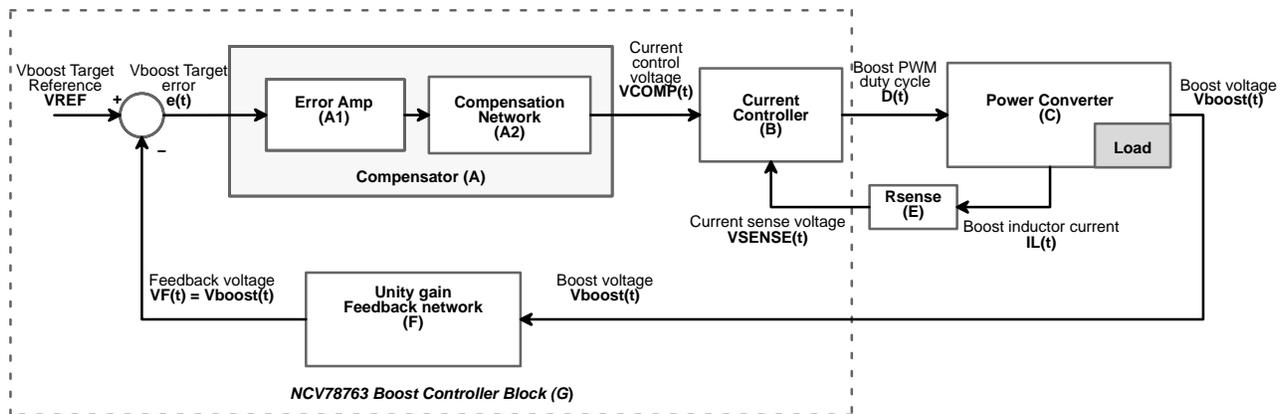 Vboost Target
Reference
VREF
+
−
Vboost Target
error
e(t)
Error Amp
(A1)
Compensation
Network
(A2)
Compensator (A)
Current
control
voltage
VCOMP(t)
Current
Controller
(B)
Boost PWM
duty cycle
D(t)
Power Converter
(C)
Load
Boost voltage
Vboost(t)
Rsense
(E)
Current sense voltage
VSENSE(t)
Boost inductor current
IL(t)
Feedback voltage
VF(t) = Vboost(t)
Unity gain
Feedback network
(F)
Boost voltage
Vboost(t)
NCV78763 Boost Controller Block (G)